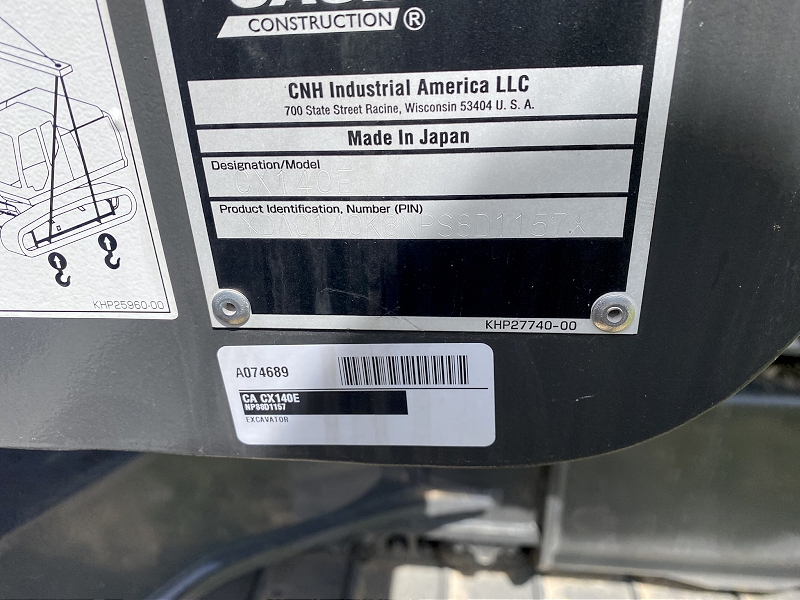 CONSTRUCTION®
CNH Industrial America LLC
700 State Street Racine, Wisconsin 53404 U. S. A.
Made In Japan
Designation/Model
CX140E
Product Identification, Number (PIN)
KHP25960-00
KHP27740-00
A074689
CA CX140E
NPS8D1157
EXCAVATOR